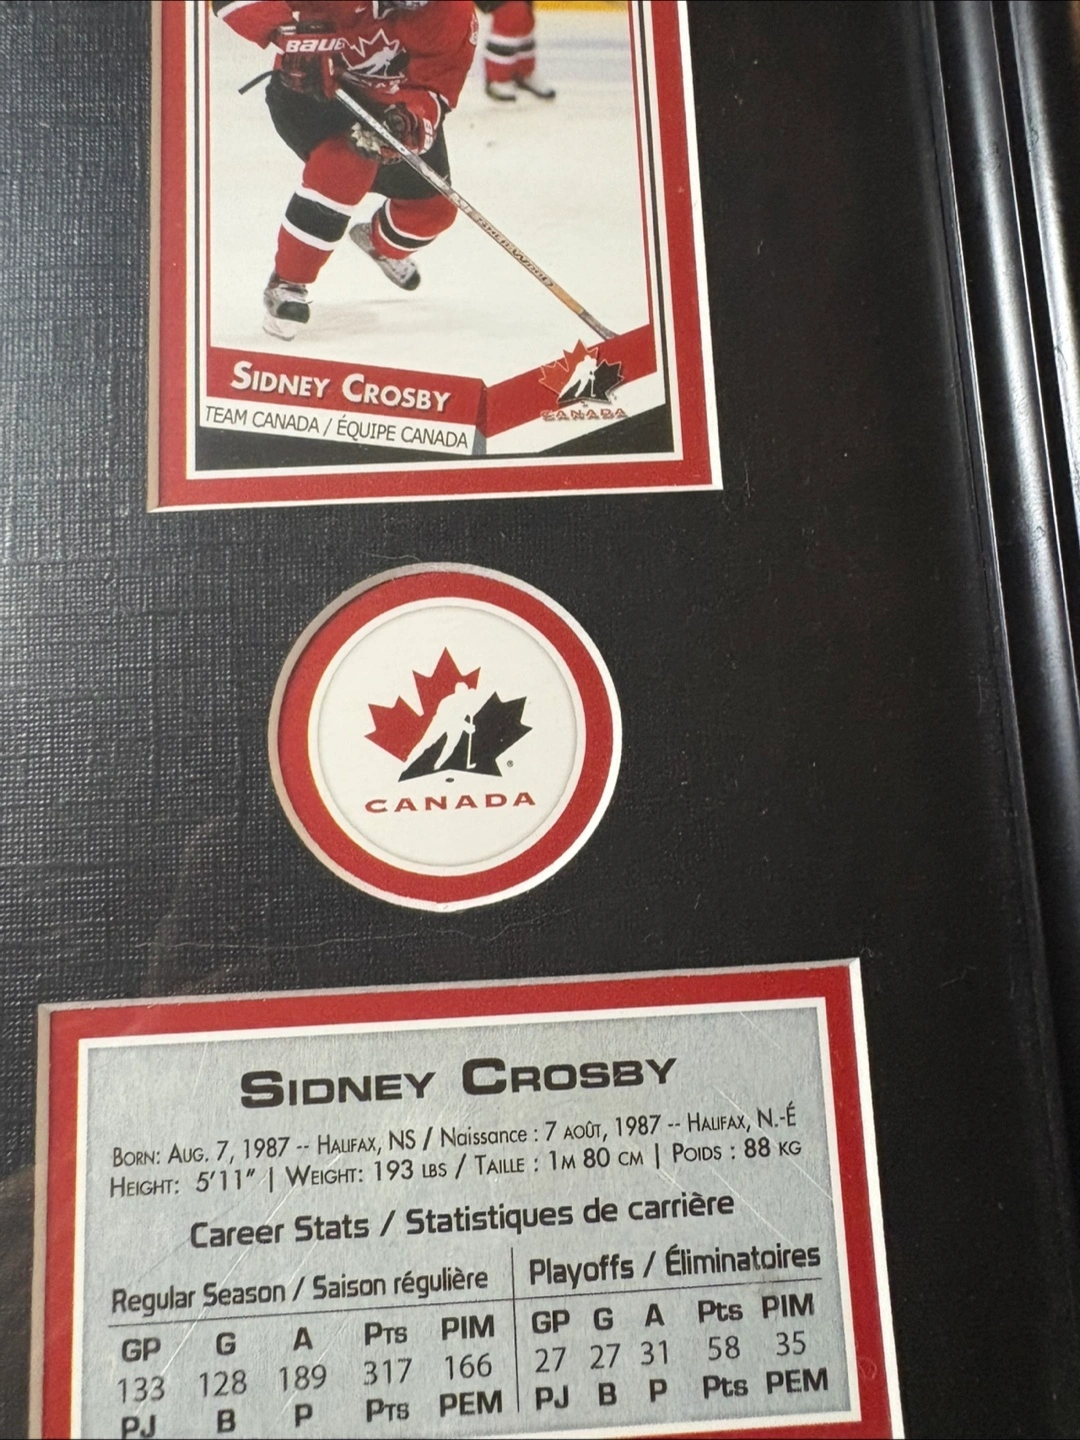 BAUE
SHER-WOOD
SIDNEY CROSBY
TEAM CANADA / ÉQUIPE CANADA
CANADA
CANADA
SIDNEY CROSBY
BORN: AUG. 7, 1987 -- HALIFAX, NS / Naissance : 7 AOÛT, 1987 -- HALIFAX, N.-É
HEIGHT: 5'11" | WEIGHT: 193 LBS / TAILLE : 1M 80 CM | POIDS : 88 KG
Career Stats / Statistiques de carrière
Regular Season / Saison régulière Playoffs / Éliminatoires
GP G A PTS PIM GP G A Pts PIM
133 128 189 317 166 27 27 31 58 35
PJ B P PTS PEM PJ B P Pts PEM